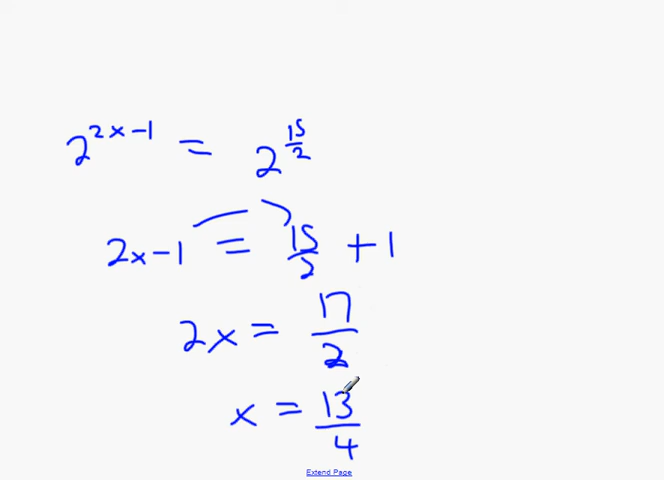 2^{2x-1} = 2^{15/2}
2x-1 = 15/2 + 1
2x = 17/2
x = 13/4
Extend Page